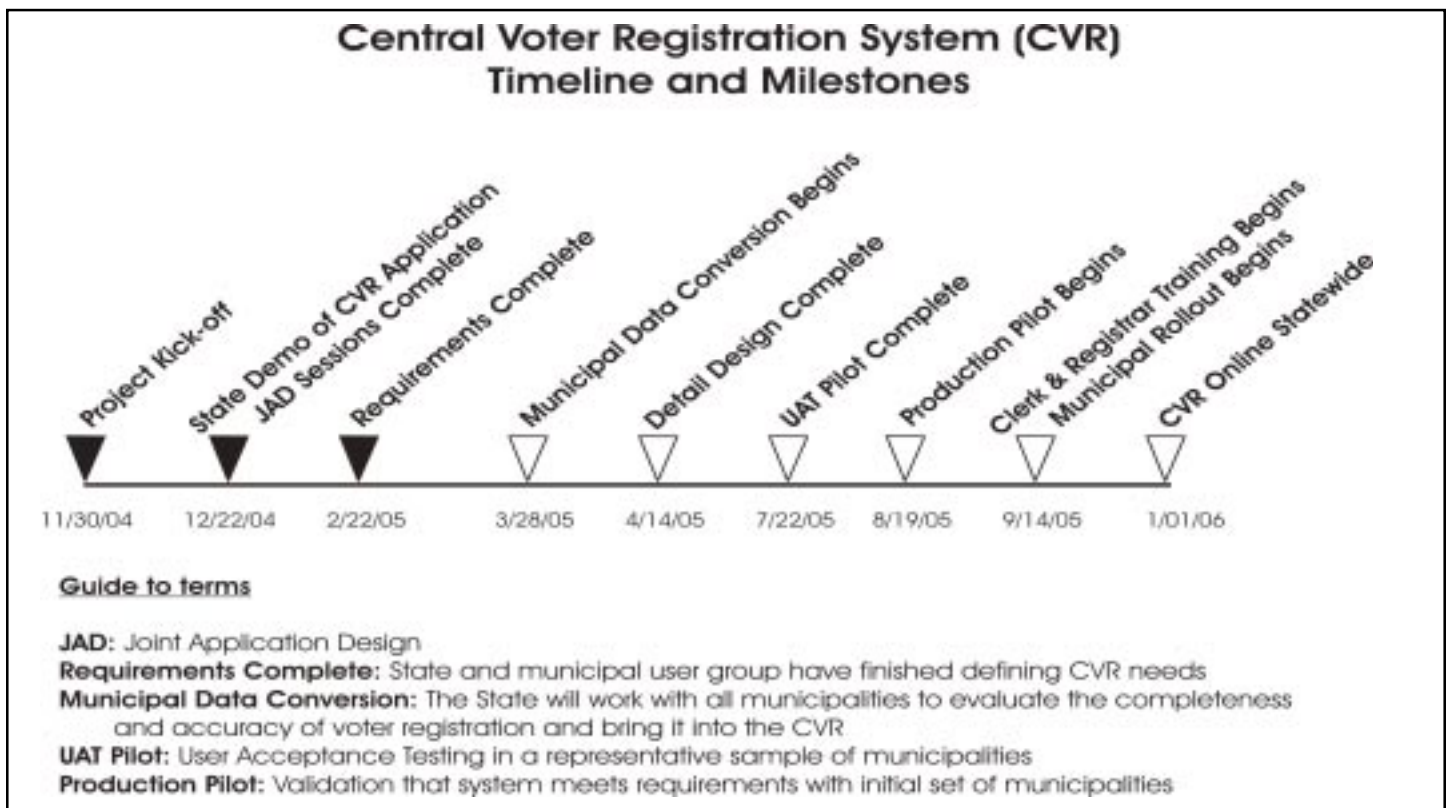 Central Voter Registration System (CVR)
Timeline and Milestones
Project Kick-off
State Demo of CVR Application
JAD Sessions Complete
Requirements Complete
Municipal Data Conversion Begins
Detail Design Complete
UAT Pilot Complete
Production Pilot Begins
Clerk & Registrar Training Begins
Municipal Rollout Begins
CVR Online Statewide
11/30/04 12/22/04 2/22/05 3/28/05 4/14/05 7/22/05 8/19/05 9/14/05 1/01/06
Guide to terms
JAD: Joint Application Design
Requirements Complete: State and municipal user group have finished defining CVR needs
Municipal Data Conversion: The State will work with all municipalities to evaluate the completeness
and accuracy of voter registration and bring it into the CVR
UAT Pilot: User Acceptance Testing in a representative sample of municipalities
Production Pilot: Validation that system meets requirements with initial set of municipalities